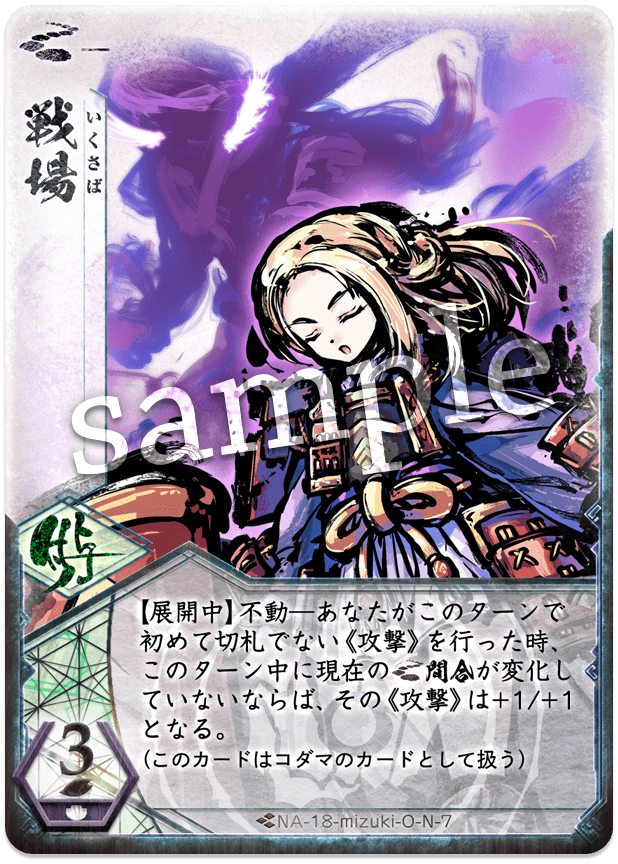 戦場
いくさば
sample
付与
【展開中】不動―あなたがこのターンで
初めて切札でない《攻撃》を行った時、
このターン中に現在の間合が変化し
ていないならば、その《攻撃》は+1/+1
となる。
(このカードはコダマのカードとして扱う)
3
NA-18-mizuki-O-N-7